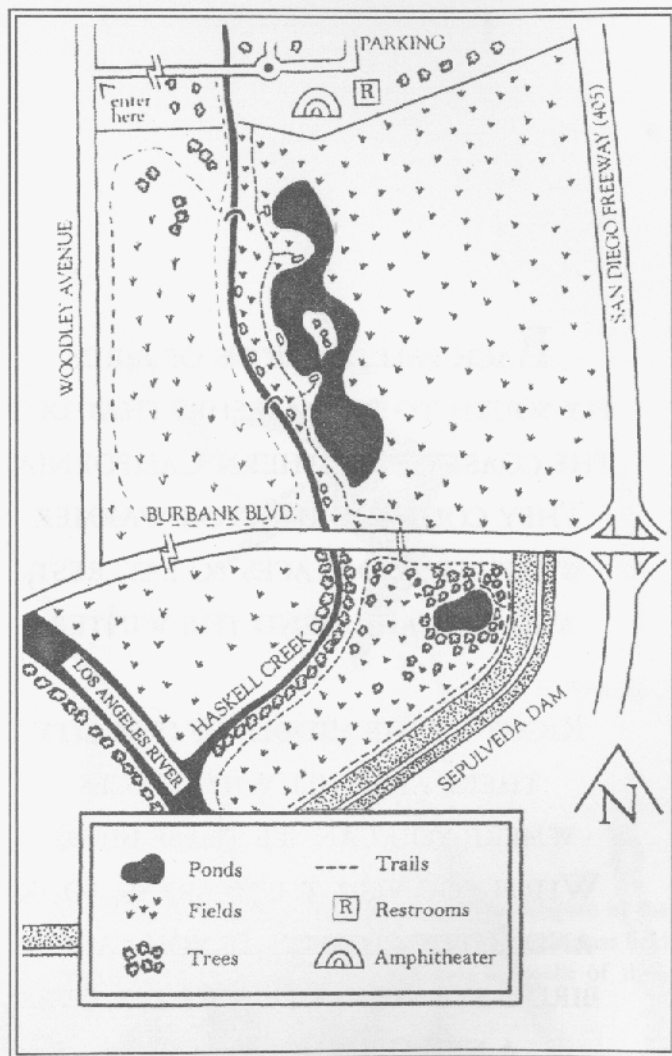 PARKING
enter
here
R
WOODLEY AVENUE
SAN DIEGO FREEWAY (405)
BURBANK BLVD.
HASKELL CREEK
LOS ANGELES RIVER
SEPULVEDA DAM
N
Ponds
Trails
Fields
R Restrooms
Trees
Amphitheater